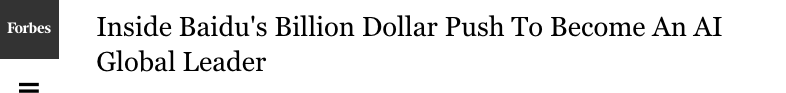 Forbes
Inside Baidu's Billion Dollar Push To Become An AI
Global Leader